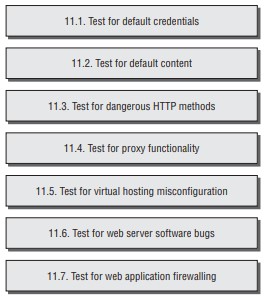 11.1. Test for default credentials
11.2. Test for default content
11.3. Test for dangerous HTTP methods
11.4. Test for proxy functionality
11.5. Test for virtual hosting misconfiguration
11.6. Test for web server software bugs
11.7. Test for web application firewalling